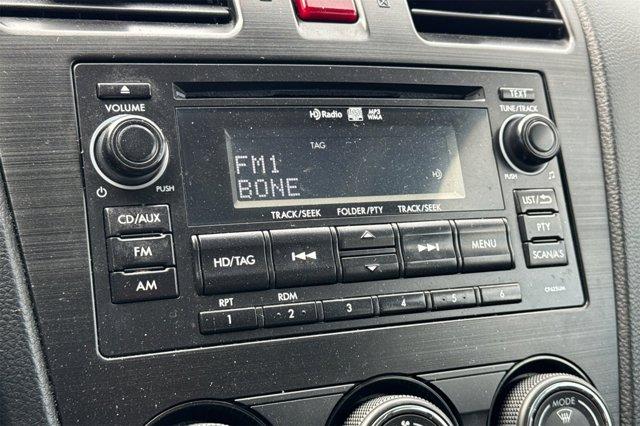 TEXT
VOLUME
TUNE/TRACK
HD Radio MP3 WMA
TAG
FM1
BONE
HD
PUSH
PUSH
TRACK/SEEK FOLDER/PTY TRACK/SEEK
CD/AUX
FM
AM
HD/TAG
MENU
LIST/
PTY
SCAN/A·S
RPT RDM
1 2 3 4 5 6
CF625UM
MODE